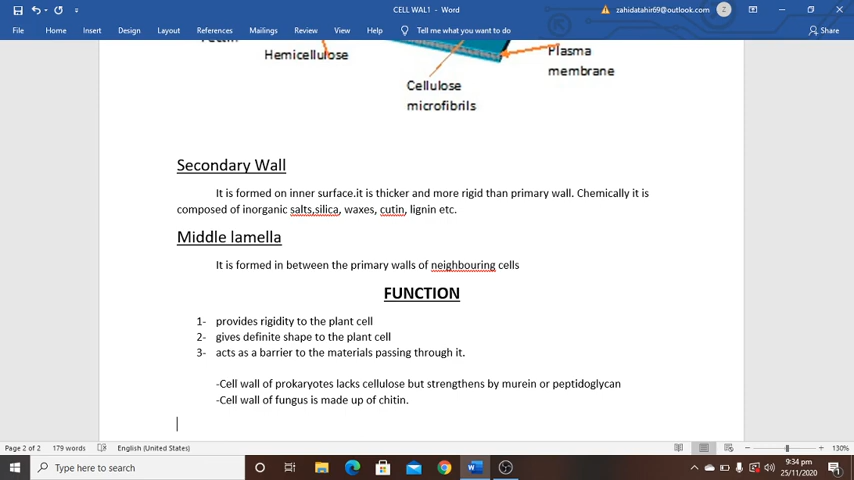 CELL WAL1 - Word
zahidatahir69@outlook.com
Z
File Home Insert Design Layout References Mailings Review View Help Tell me what you want to do Share
Hemicellulose
Plasma
membrane
Cellulose
microfibrils
Secondary Wall
It is formed on inner surface.it is thicker and more rigid than primary wall. Chemically it is
composed of inorganic salts,silica, waxes, cutin, lignin etc.
Middle lamella
It is formed in between the primary walls of neighbouring cells
FUNCTION
1- provides rigidity to the plant cell
2- gives definite shape to the plant cell
3- acts as a barrier to the materials passing through it.
-Cell wall of prokaryotes lacks cellulose but strengthens by murein or peptidoglycan
-Cell wall of fungus is made up of chitin.
Page 2 of 2 179 words English (United States) 130%
Type here to search
9:34 pm
25/11/2020